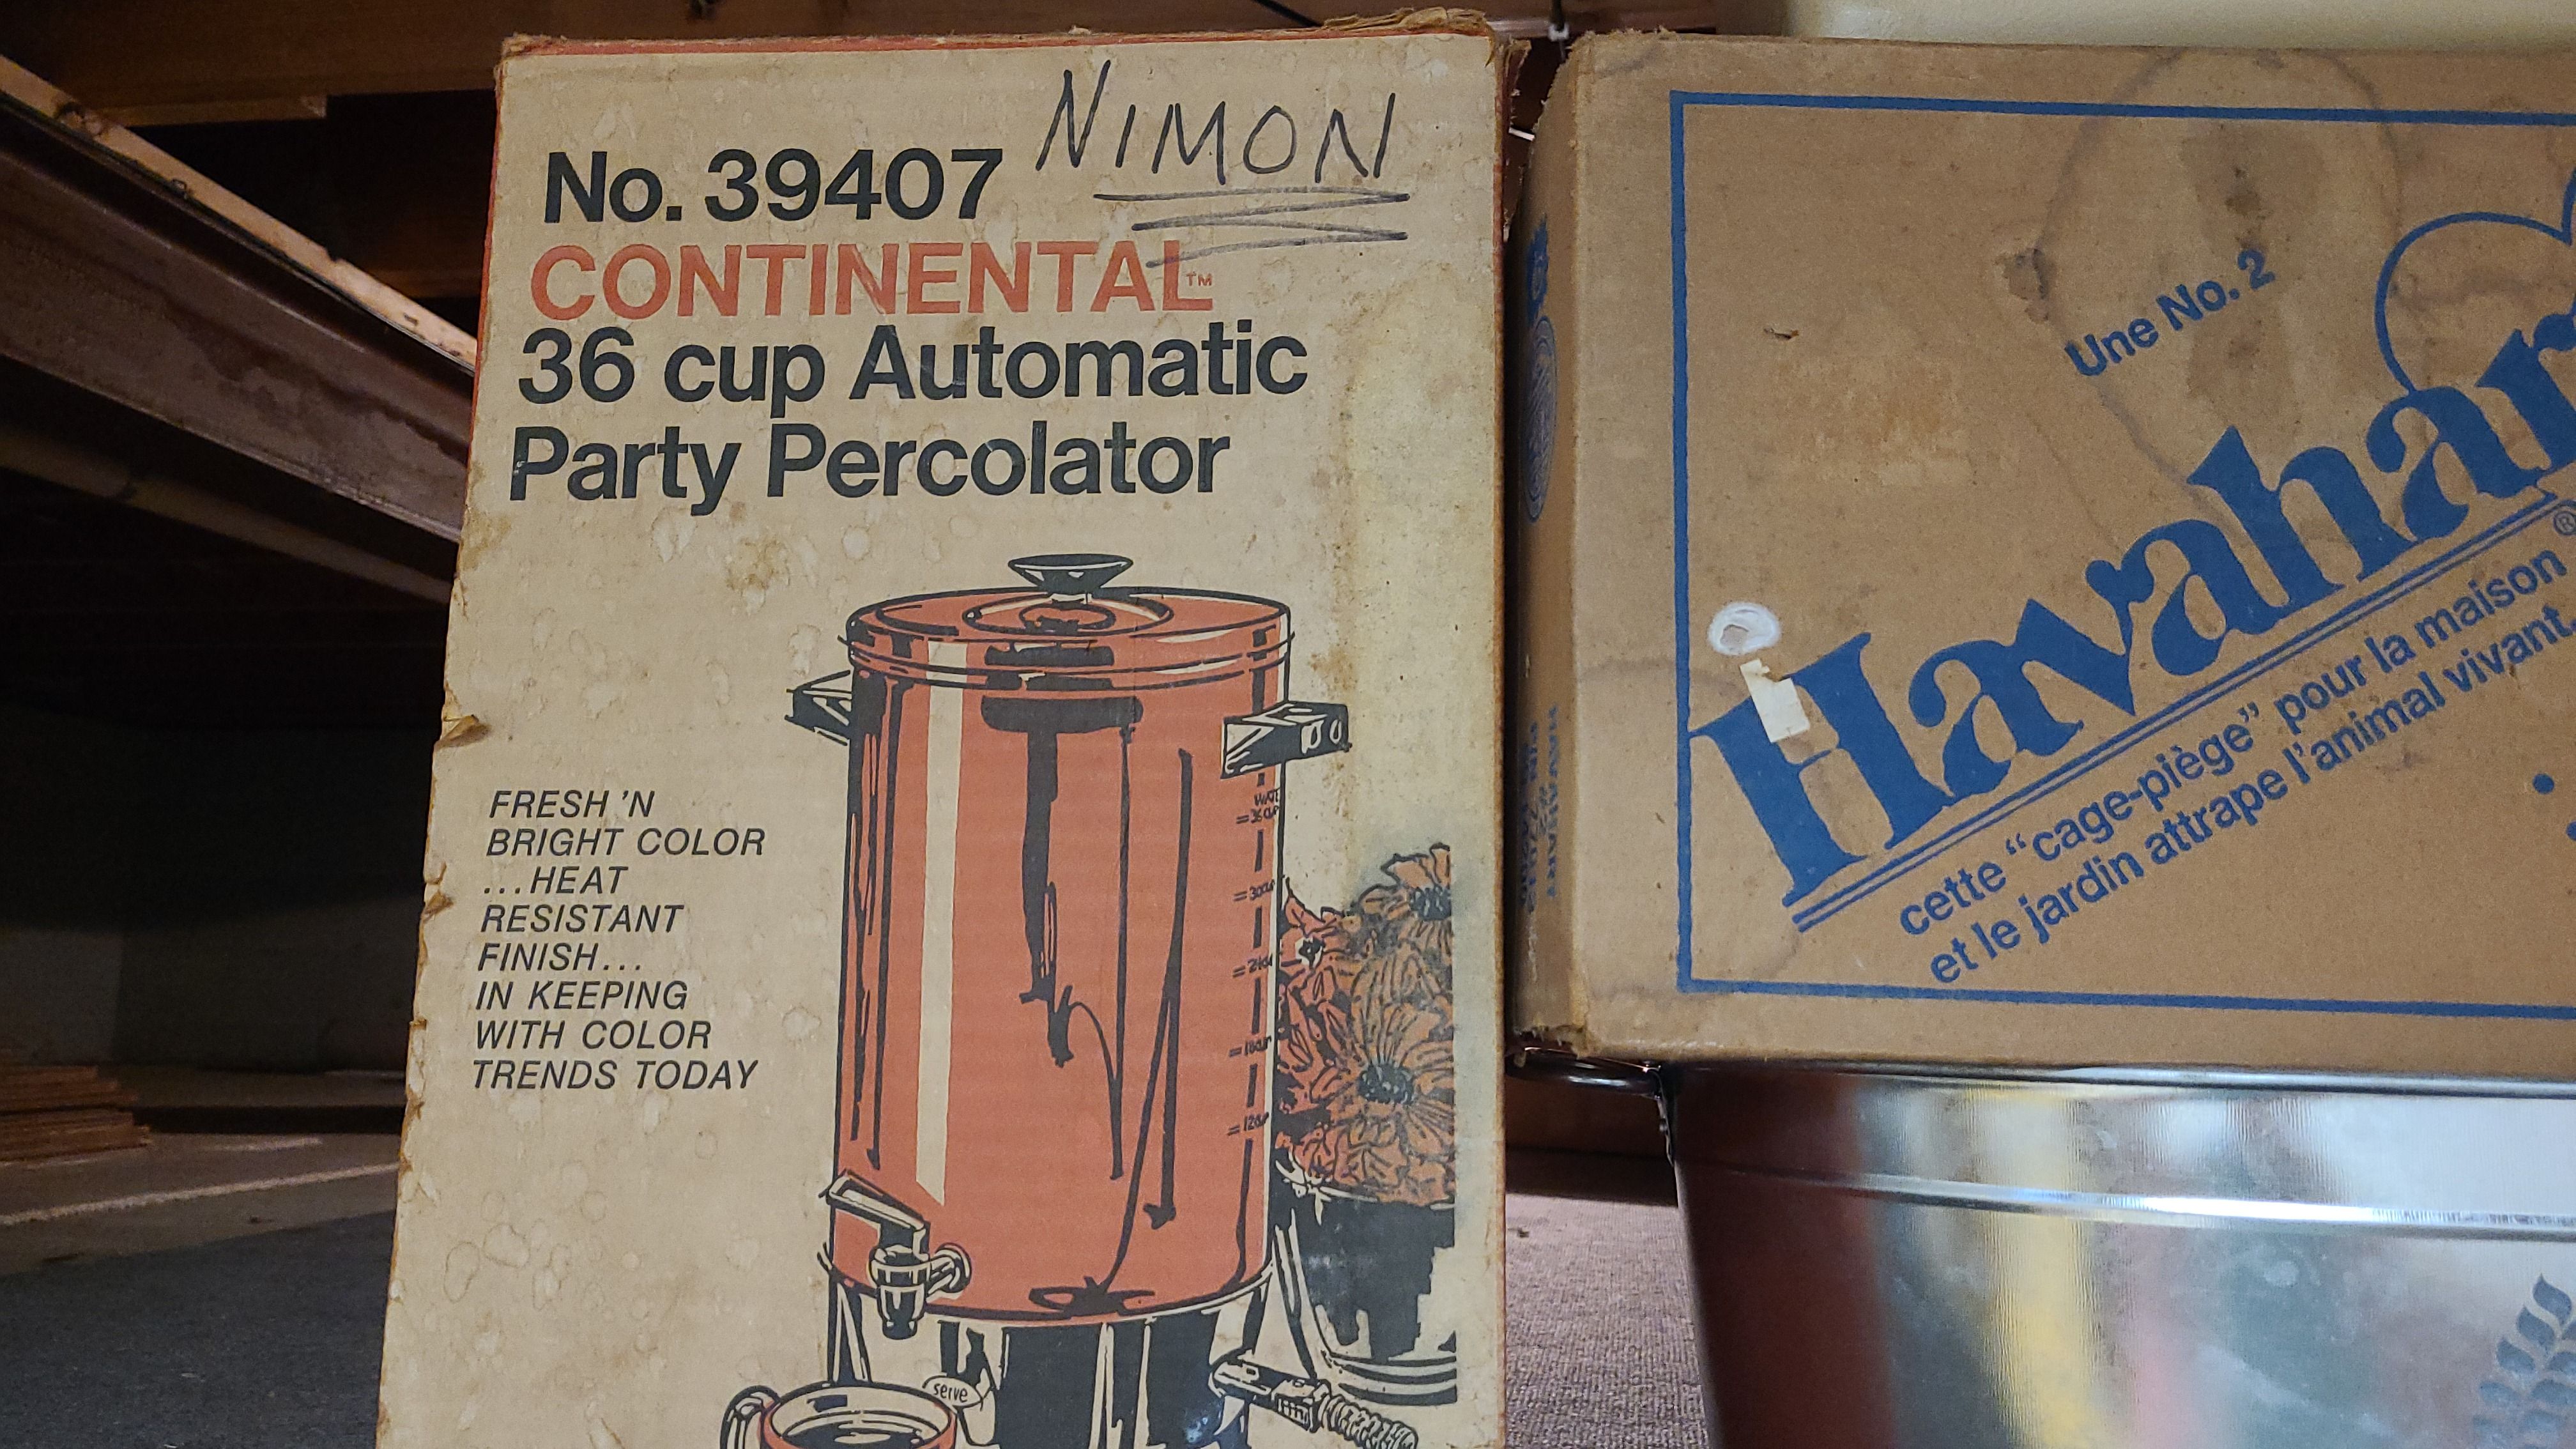 NIMON
No. 39407
CONTINENTAL™
36 cup Automatic
Party Percolator
FRESH 'N
BRIGHT COLOR
...HEAT
RESISTANT
FINISH...
IN KEEPING
WITH COLOR
TRENDS TODAY
serve
Une No. 2
Havahar
®
cette “cage-piège” pour la maison
et le jardin attrape l'animal vivant.